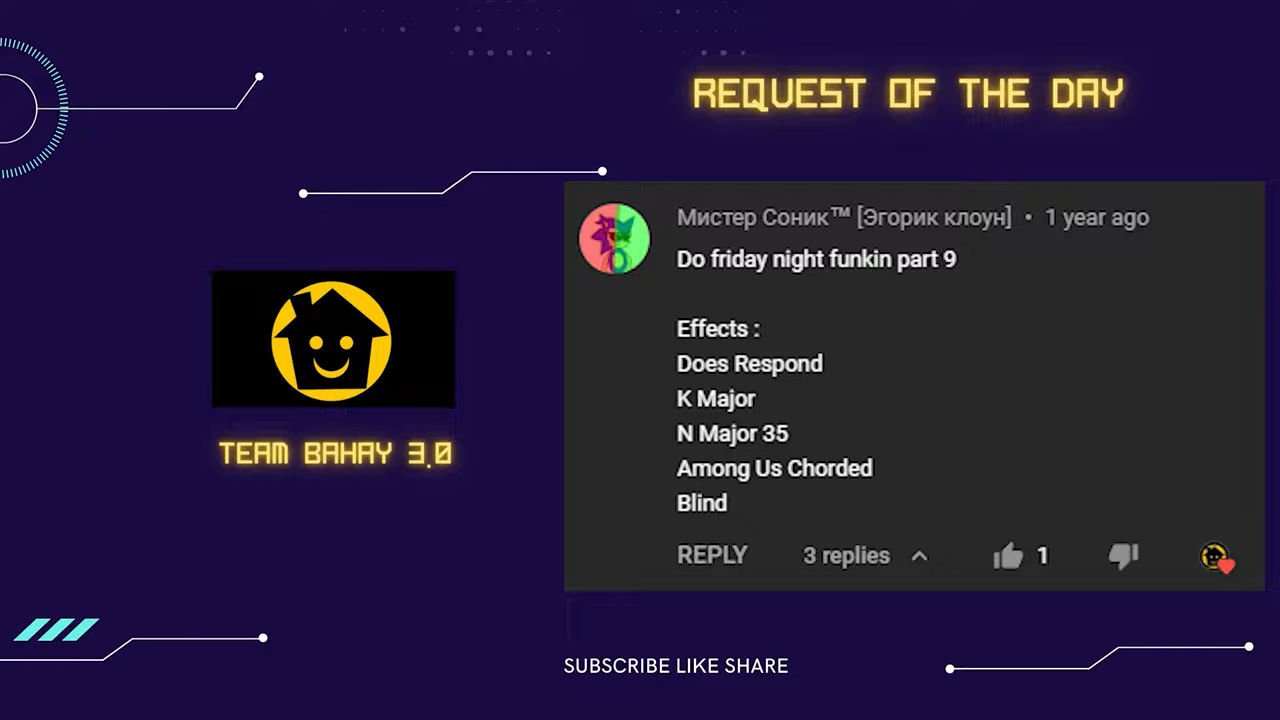 REQUEST OF THE DAY
Мистер Соник™ [Эгорик клоун] • 1 year ago
Do friday night funkin part 9
Effects :
Does Respond
K Major
N Major 35
Among Us Chorded
Blind
REPLY 3 replies 1
TEAM BAHAY 3.0
SUBSCRIBE LIKE SHARE